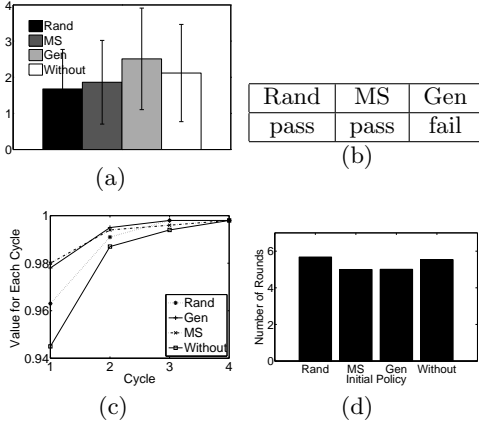 4
3
2
1
0
Rand
MS
Gen
Without
(a)
Rand MS Gen
pass pass fail
(b)
Value for Each Cycle
1
0.98
0.96
0.94
1 2 3 4
Cycle
Rand
Gen
MS
Without
(c)
Number of Rounds
6
4
2
0
Rand MS Gen Without
Initial Policy
(d)